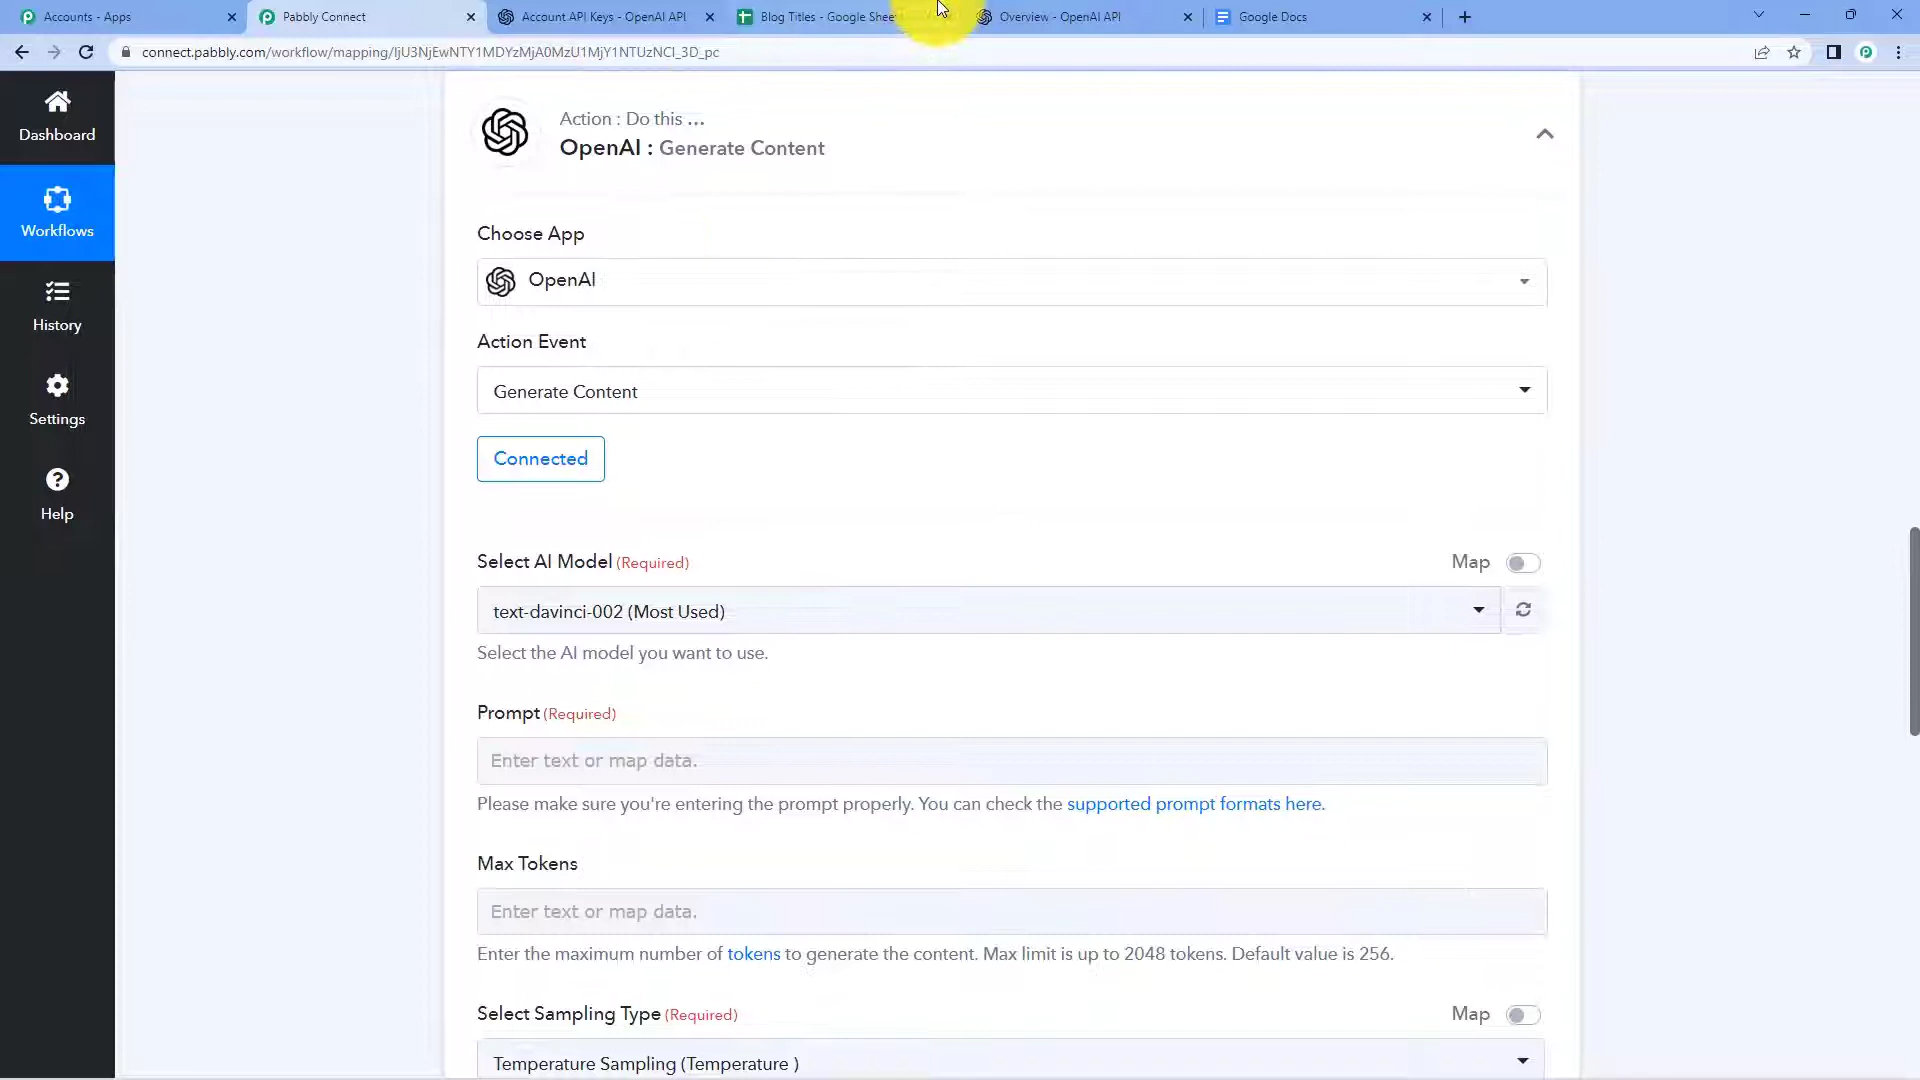 Accounts - Apps
Pabbly Connect
Account API Keys - OpenAI API
Blog Titles - Google Shee
Overview - OpenAI API
Google Docs
connect.pabbly.com/workflow/mapping/
Dashboard
Workflows
History
Settings
Help
Action : Do this ...
OpenAI : Generate Content
Choose App
OpenAI
Action Event
Generate Content
Connected
Select AI Model (Required)
Map
text-davinci-002 (Most Used)
Select the AI model you want to use.
Prompt (Required)
Enter text or map data.
Please make sure you're entering the prompt properly. You can check the supported prompt formats here.
Max Tokens
Enter text or map data.
Enter the maximum number of tokens to generate the content. Max limit is up to 2048 tokens. Default value is 256.
Select Sampling Type (Required)
Map
Temperature Sampling (Temperature )